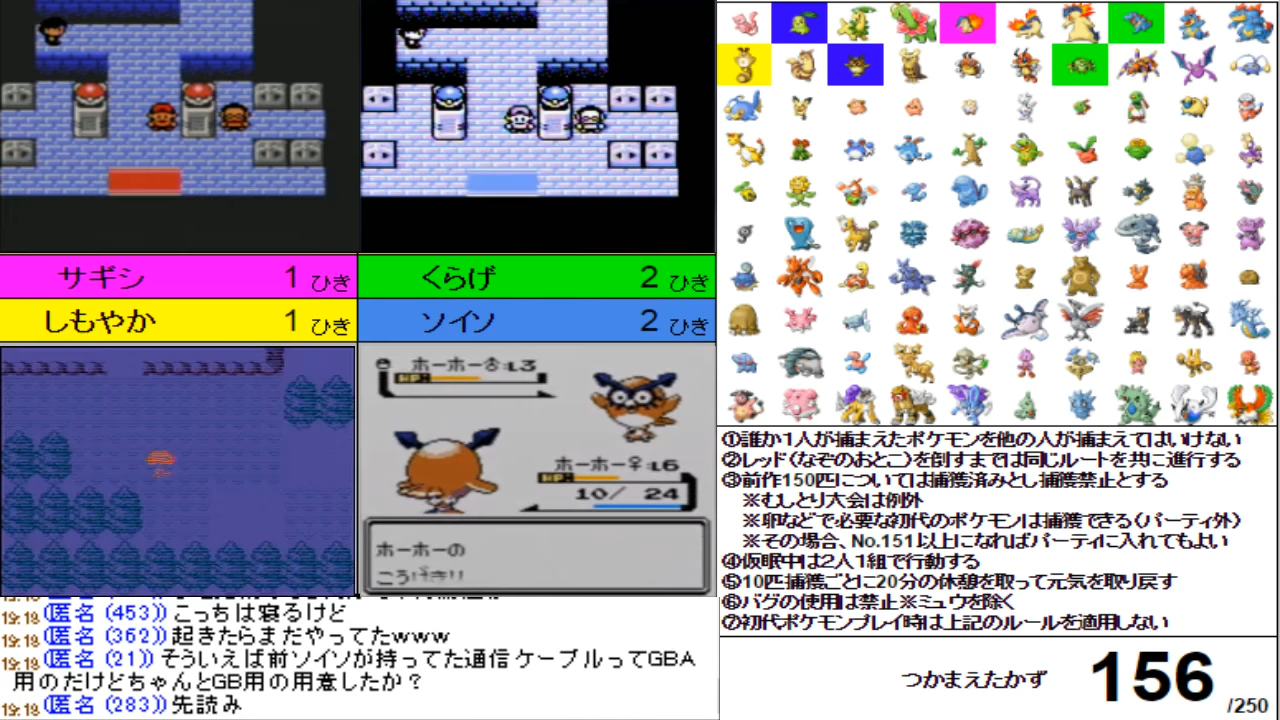 サギシ 1 ひき
くらげ 2 ひき
しもやか 1 ひき
ソイソ 2 ひき
ホーホー♂:L3
HP
ホーホー♀:L6
HP
10/ 24
ホーホーの
19:18 (匿名 (453)) こっちは寝るけど
19:18 (匿名 (362)) 起きたらまだやってたwww
19:18 (匿名 (21)) そういえば前ソイソが持ってた通信ケーブルってGBA
用のだけどちゃんとGB用の用意したか？
19:18 (匿名 (283)) 先読み
①誰か1人が捕まえたポケモンを他の人が捕まえてはいけない
②レッド(なぞのおとこ)を倒すまでは同じルートを共に進行する
③前作150匹については捕獲済みとし捕獲禁止とする
※むしとり大会は例外
※卵などで必要な初代のポケモンは捕獲できる(パーティ外)
※その場合、No.151以上になればパーティに入れてもよい
④仮眠中は2人1組で行動する
⑤10匹捕獲ごとに20分の休憩を取って元気を取り戻す
⑥バグの使用は禁止※ミュウを除く
⑦初代ポケモンプレイ時は上記のルールを適用しない
つかまえたかず 156 /250